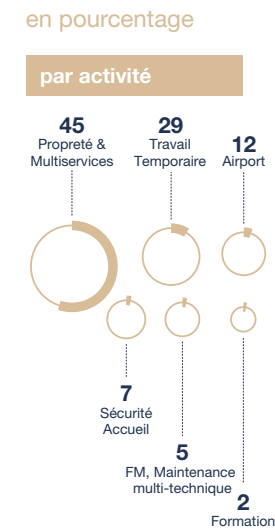 en pourcentage
par activité
45
Propreté &
Multiservices
29
Travail
Temporaire
12
Airport
7
Sécurité
Accueil
5
FM, Maintenance
multi-technique
2
Formation